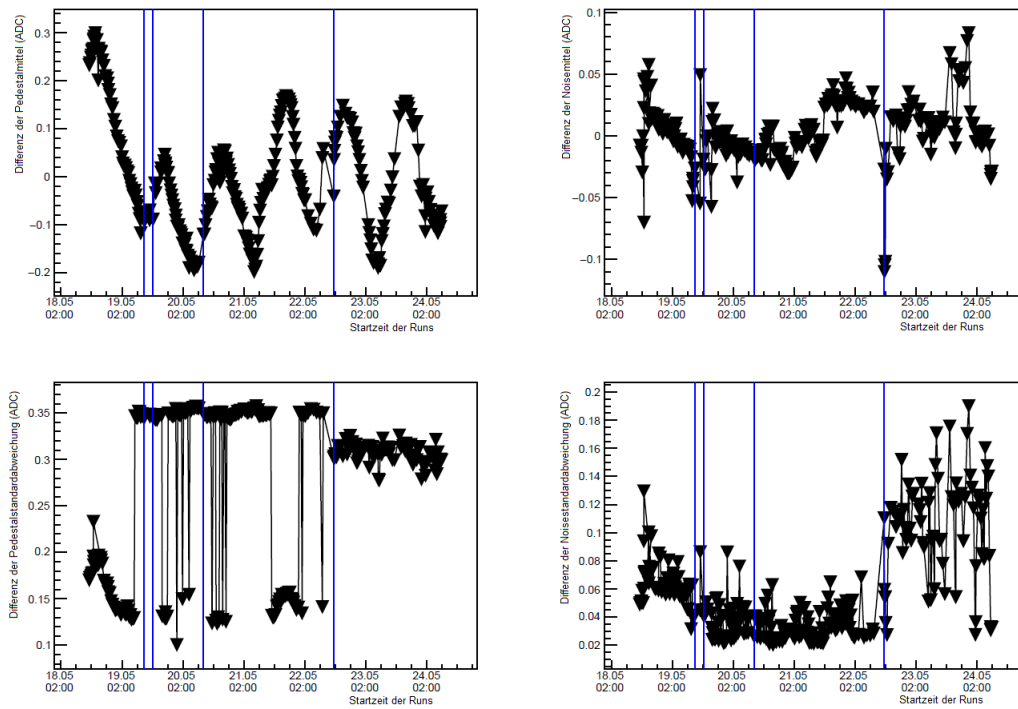 Differenz der Pedestalmittel (ADC)
0.3
0.2
0.1
0
−0.1
−0.2
18.05 19.05 20.05 21.05 22.05 23.05 24.05
02:00 02:00 02:00 02:00 02:00 02:00 02:00
Startzeit der Runs
Differenz der Noisemittel (ADC)
0.1
0.05
0
−0.05
−0.1
18.05 19.05 20.05 21.05 22.05 23.05 24.05
02:00 02:00 02:00 02:00 02:00 02:00 02:00
Startzeit der Runs
Differenz der Pedestalstandardabweichung (ADC)
0.35
0.3
0.25
0.2
0.15
0.1
18.05 19.05 20.05 21.05 22.05 23.05 24.05
02:00 02:00 02:00 02:00 02:00 02:00 02:00
Startzeit der Runs
Differenz der Noisestandardabweichung (ADC)
0.2
0.18
0.16
0.14
0.12
0.1
0.08
0.06
0.04
0.02
18.05 19.05 20.05 21.05 22.05 23.05 24.05
02:00 02:00 02:00 02:00 02:00 02:00 02:00
Startzeit der Runs